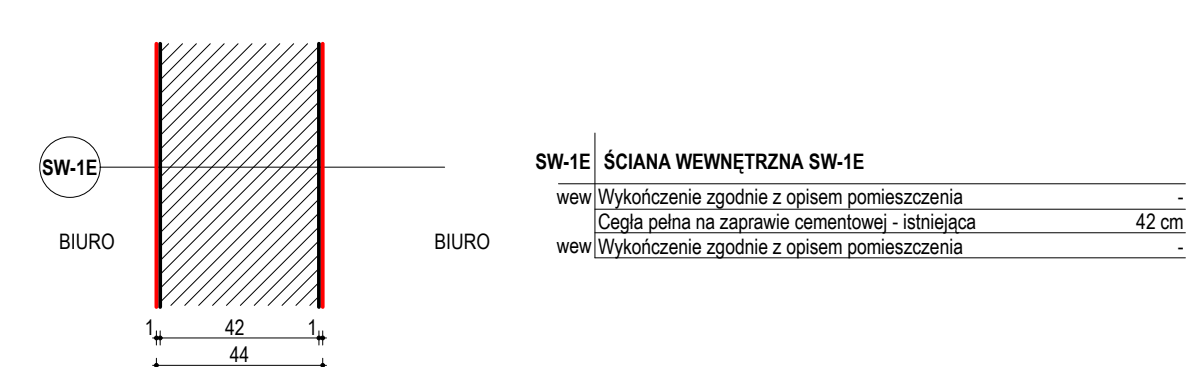 SW-1E
BIURO
BIURO
1 42 1
44
SW-1E ŚCIANA WEWNĘTRZNA SW-1E
wew Wykończenie zgodnie z opisem pomieszczenia -
Cegła pełna na zaprawie cementowej - istniejąca 42 cm
wew Wykończenie zgodnie z opisem pomieszczenia -